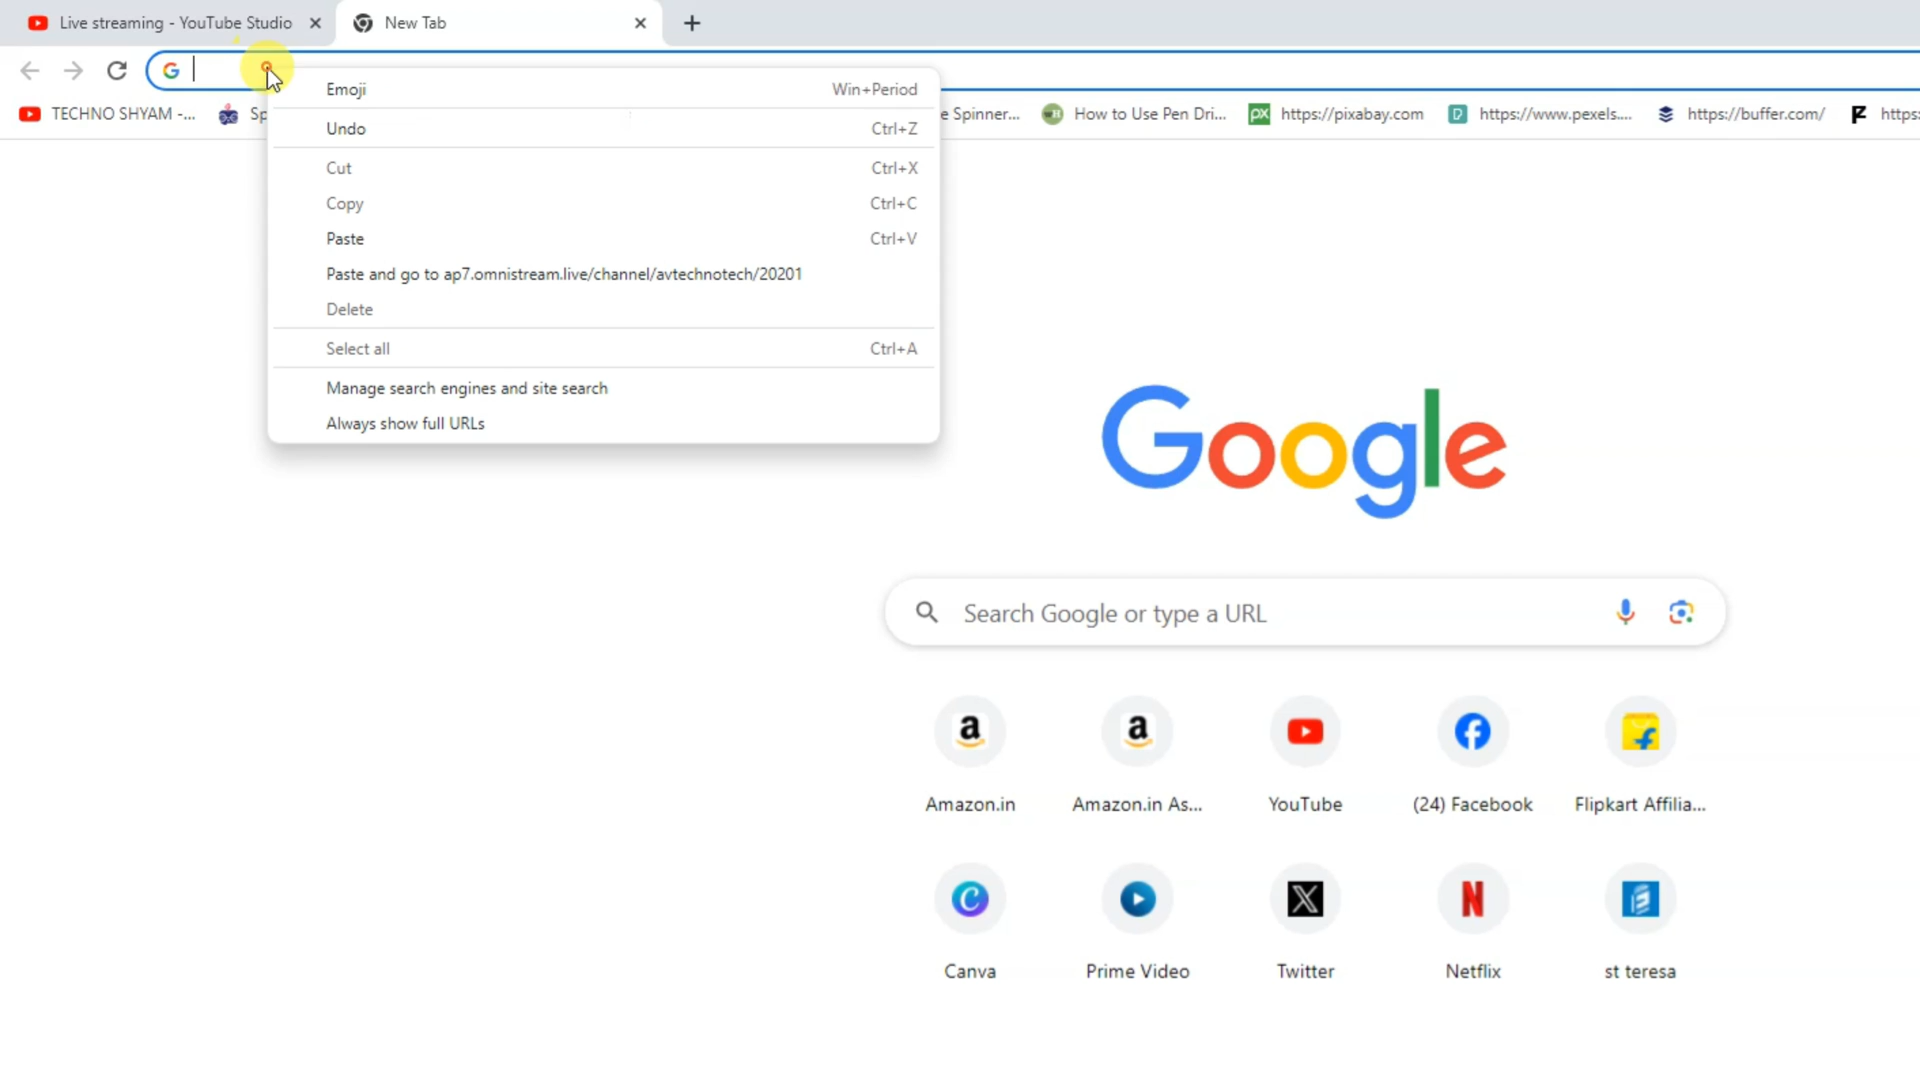 Live streaming - YouTube Studio
New Tab
TECHNO SHYAM -...
Sp
e Spinner...
How to Use Pen Dri...
https://pixabay.com
https://www.pexels....
https://buffer.com/
https:
Emoji Win+Period
Undo Ctrl+Z
Cut Ctrl+X
Copy Ctrl+C
Paste Ctrl+V
Paste and go to ap7.omnistream.live/channel/avtechnotech/20201
Delete
Select all Ctrl+A
Manage search engines and site search
Always show full URLs
Google
Search Google or type a URL
Amazon.in
Amazon.in As...
YouTube
(24) Facebook
Flipkart Affilia...
Canva
Prime Video
Twitter
Netflix
st teresa